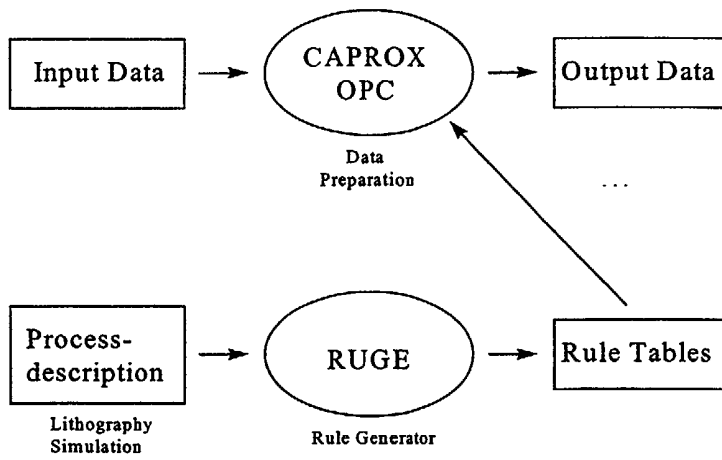 Input Data
CAPROX
OPC
Output Data
Data
Preparation
...
Process-
description
RUGE
Rule Tables
Lithography
Simulation
Rule Generator